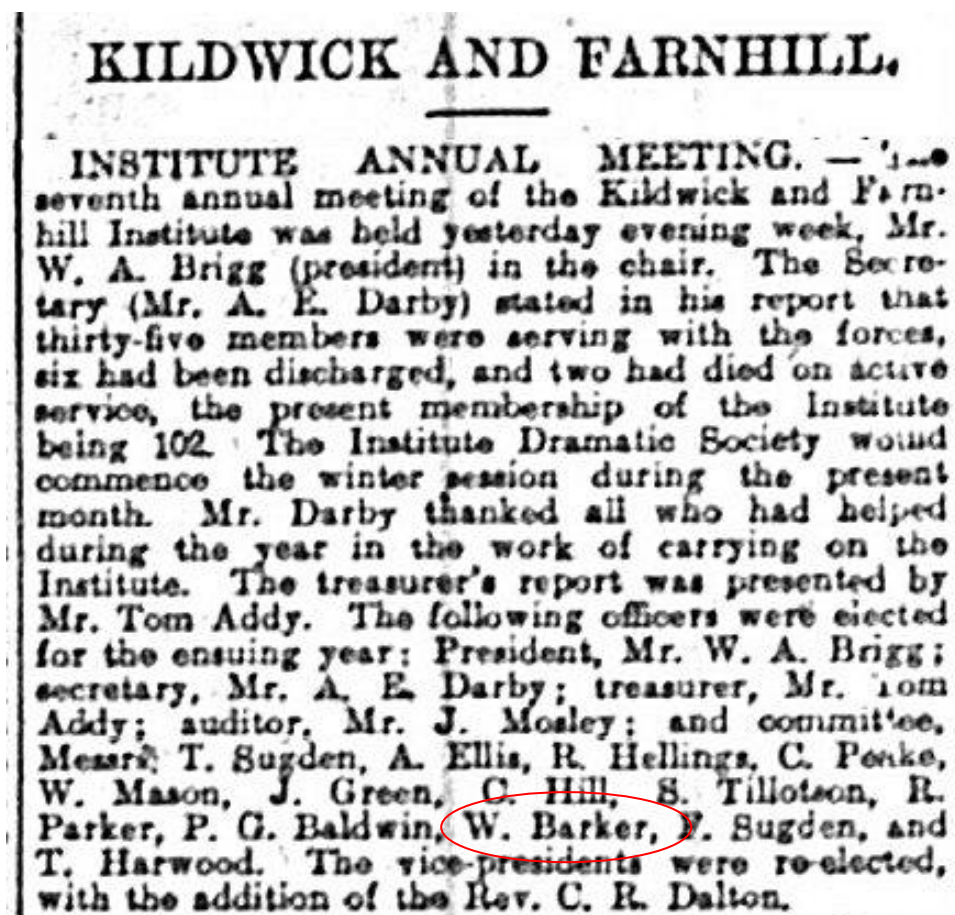 KILDWICK AND FARNHILL.
INSTITUTE ANNUAL MEETING. — The
seventh annual meeting of the Kildwick and Farn-
hill Institute was held yesterday evening week, Mr.
W. A. Brigg (president) in the chair. The Secre-
tary (Mr. A. E. Darby) stated in his report that
thirty-five members were serving with the forces,
six had been discharged, and two had died on active
service, the present membership of the Institute
being 102. The Institute Dramatic Society would
commence the winter session during the present
month. Mr. Darby thanked all who had helped
during the year in the work of carrying on the
Institute. The treasurer's report was presented by
Mr. Tom Addy. The following officers were elected
for the ensuing year: President, Mr. W. A. Brigg;
secretary, Mr. A. E. Darby; treasurer, Mr. Tom
Addy; auditor, Mr. J. Mosley; and committee,
Messrs. T. Sugden, A. Ellis, R. Hellings, C. Peake,
W. Mason, J. Green, C. Hill, S. Tillotson, R.
Parker, P. G. Baldwin, W. Barker, Sugden, and
T. Harwood. The vice-presidents were re-elected,
with the addition of the Rev. C. R. Dalton.